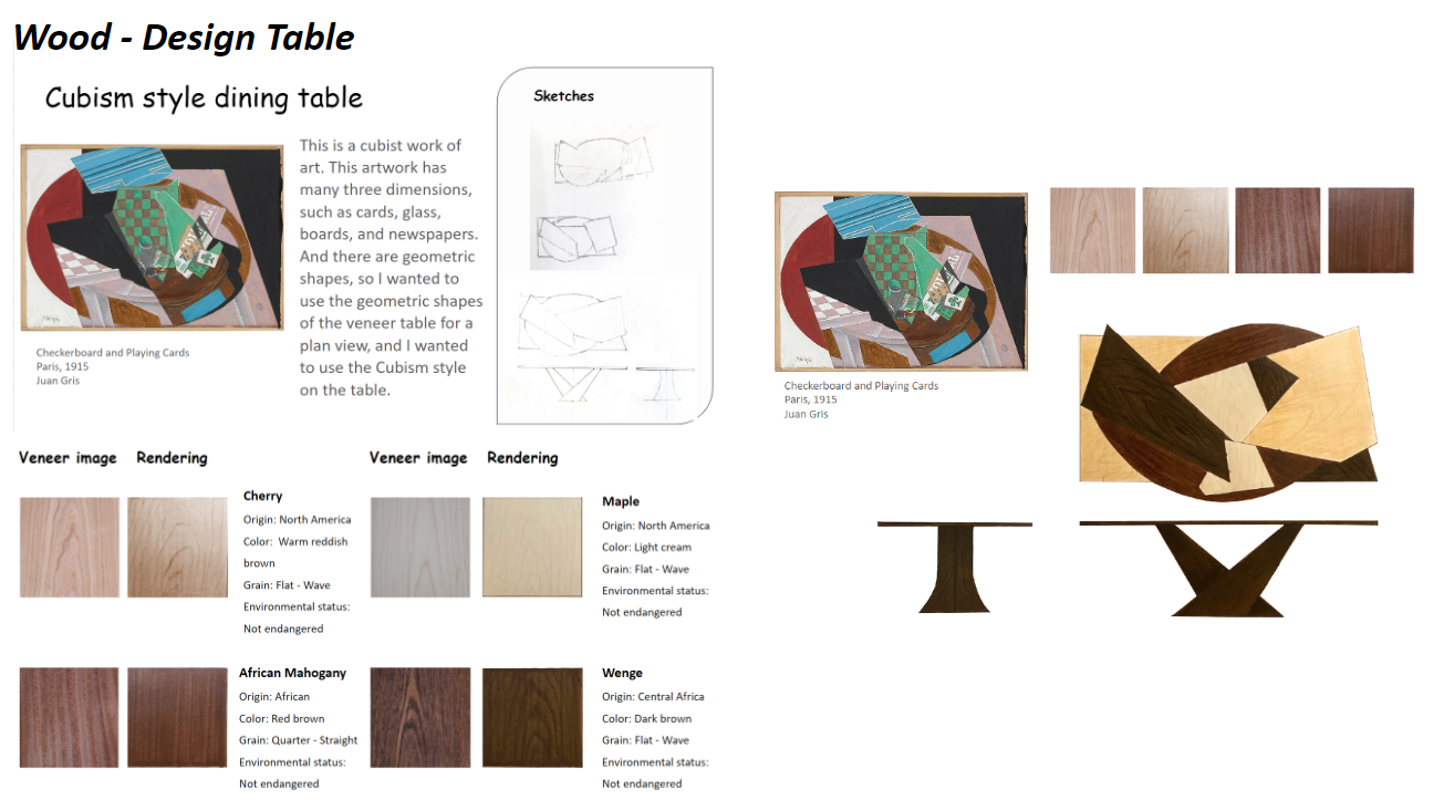 Wood - Design Table
Cubism style dining table
This is a cubist work of
art. This artwork has
many three dimensions,
such as cards, glass,
boards, and newspapers.
And there are geometric
shapes, so I wanted to
use the geometric shapes
of the veneer table for a
plan view, and I wanted
to use the Cubism style
on the table.
Sketches
Checkerboard and Playing Cards
Paris, 1915
Juan Gris
Veneer image
Rendering
Cherry
Origin: North America
Color: Warm reddish
brown
Grain: Flat - Wave
Environmental status:
Not endangered
Veneer image
Rendering
Maple
Origin: North America
Color: Light cream
Grain: Flat - Wave
Environmental status:
Not endangered
African Mahogany
Origin: African
Color: Red brown
Grain: Quarter - Straight
Environmental status:
Not endangered
Wenge
Origin: Central Africa
Color: Dark brown
Grain: Flat - Wave
Environmental status:
Not endangered
Checkerboard and Playing Cards
Paris, 1915
Juan Gris